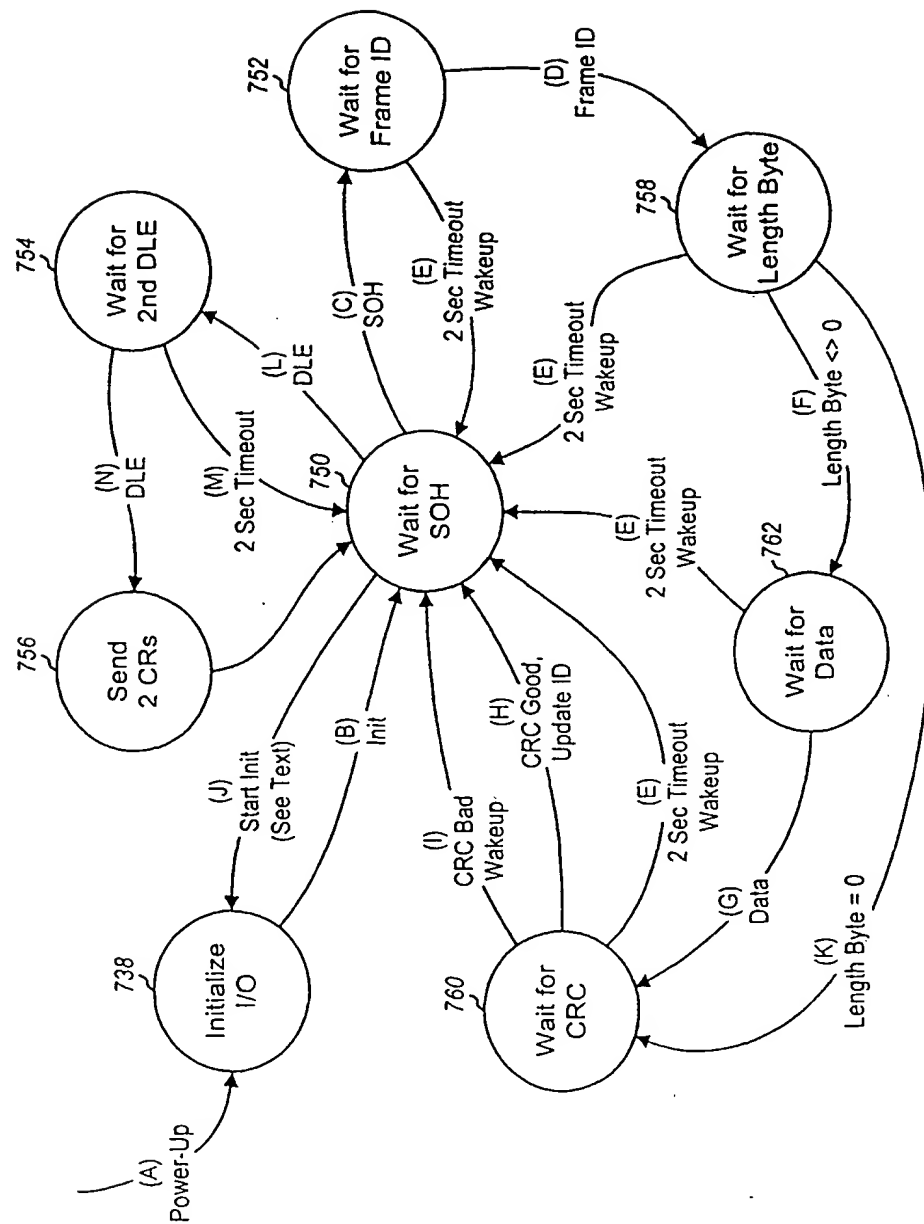 (A)
Power-Up
738
Initialize
I/O
(J)
Start Init
(See Text)
(B)
Init
756
Send
2 CRs
(N)
DLE
(M)
2 Sec Timeout
754
Wait for
2nd DLE
(L)
DLE
750
Wait for
SOH
(C)
SOH
(E)
2 Sec Timeout
Wakeup
752
Wait for
Frame ID
(D)
Frame ID
758
Wait for
Length Byte
(E)
2 Sec Timeout
Wakeup
(F)
Length Byte <> 0
762
Wait for
Data
(E)
2 Sec Timeout
Wakeup
(G)
Data
(K)
Length Byte = 0
760
Wait for
CRC
(I)
CRC Bad
Wakeup
(H)
CRC Good,
Update ID
(E)
2 Sec Timeout
Wakeup